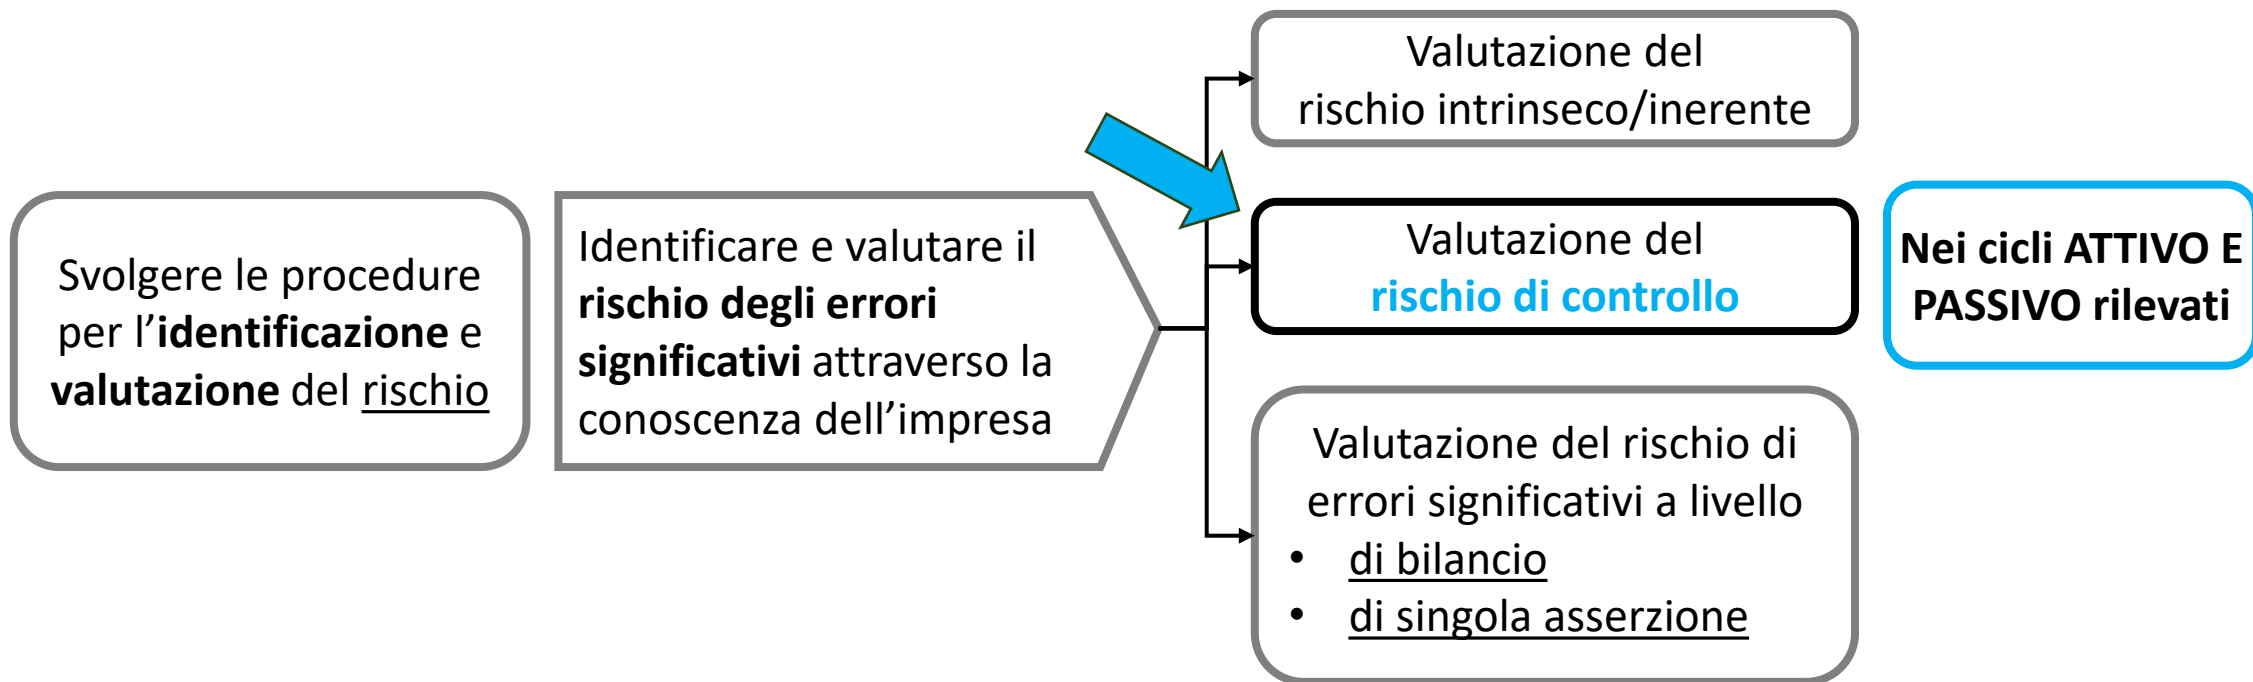 Svolgere le procedure
per l’identificazione e
valutazione del rischio
Identificare e valutare il
rischio degli errori
significativi attraverso la
conoscenza dell’impresa
Valutazione del
rischio intrinseco/inerente
Valutazione del
rischio di controllo
Nei cicli ATTIVO E
PASSIVO rilevati
Valutazione del rischio di
errori significativi a livello
• di bilancio
• di singola asserzione